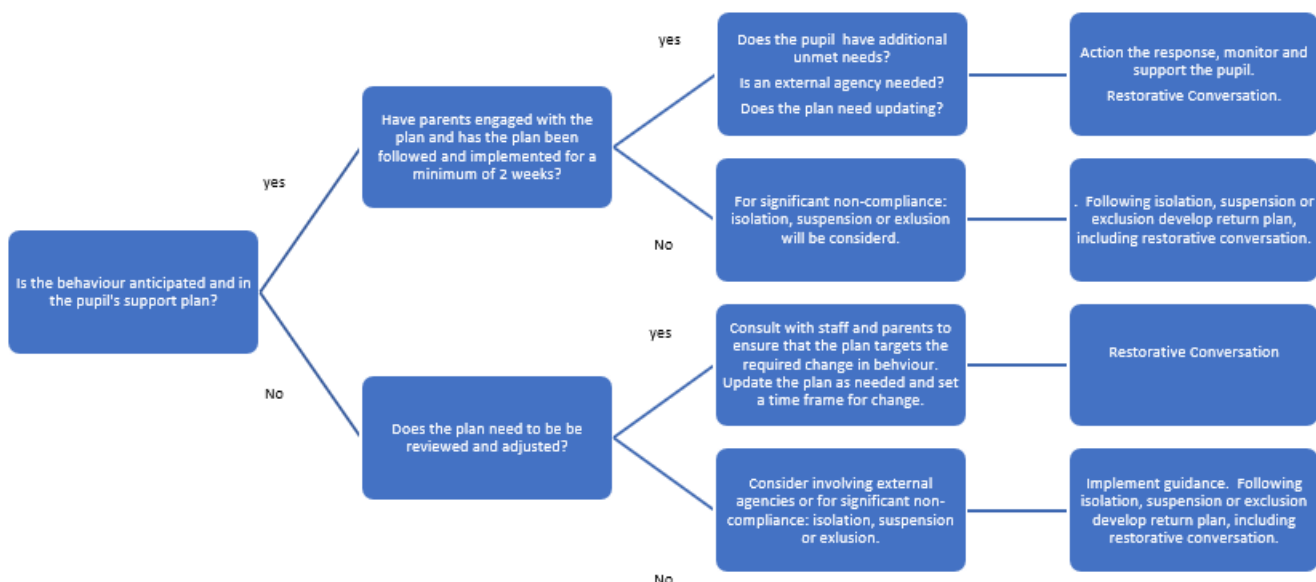 Is the behaviour anticipated and in
the pupil's support plan?
yes
No
Have parents engaged with the
plan and has the plan been
followed and implemented for a
minimum of 2 weeks?
yes
No
Does the pupil have additional
unmet needs?
Is an external agency needed?
Does the plan need updating?
Action the response, monitor and
support the pupil.
Restorative Conversation.
For significant non-compliance:
isolation, suspension or exlusion
will be considerd.
. Following isolation, suspension or
exclusion develop return plan,
including restorative conversation.
Does the plan need to be be
reviewed and adjusted?
yes
No
Consult with staff and parents to
ensure that the plan targets the
required change in behviour.
Update the plan as needed and set
a time frame for change.
Restorative Conversation
Consider involving external
agencies or for significant non-
compliance: isolation, suspension
or exlusion.
Implement guidance. Following
isolation, suspension or exclusion
develop return plan, including
restorative conversation.